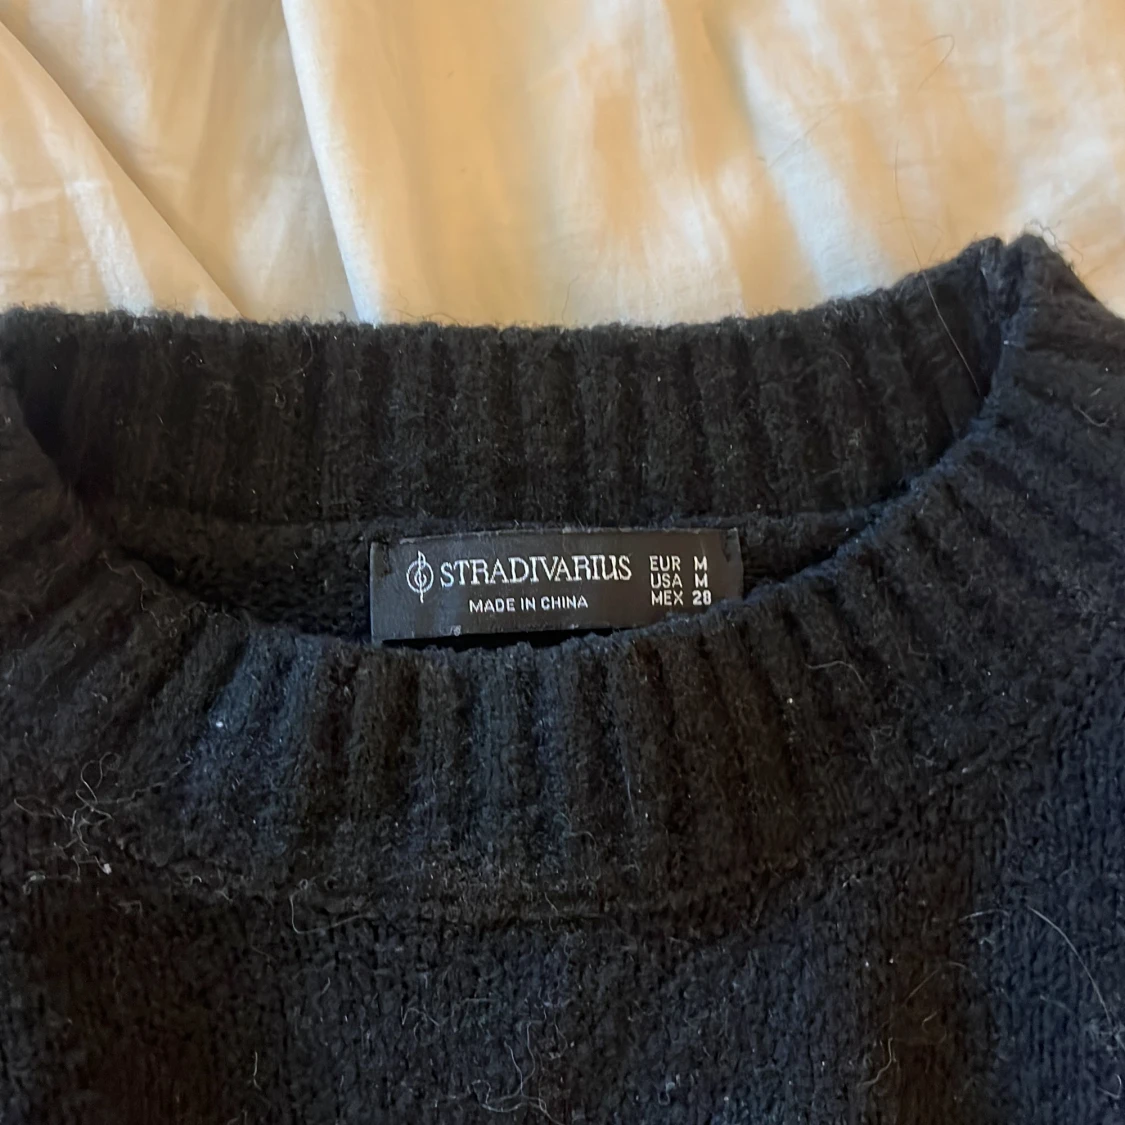 STRADIVARIUS
MADE IN CHINA
EUR M
USA M
MEX 28